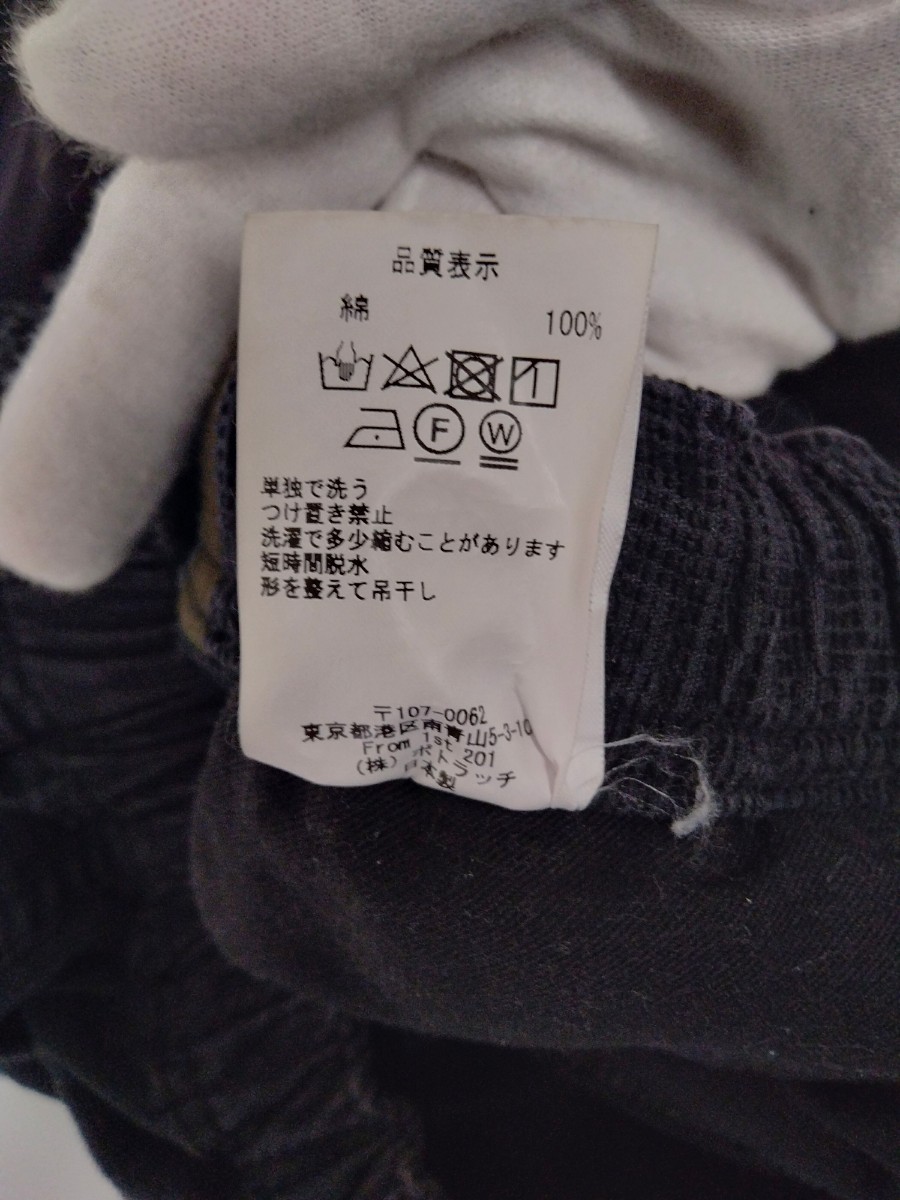 品質表示
綿 100%
F W
単独で洗う
つけ置き禁止
洗濯で多少縮むことがあります
短時間脱水
形を整えて吊干し
〒107-0062
東京都港区南青山5-3-10
From 1st 201
(株)ポトラッチ
日本製